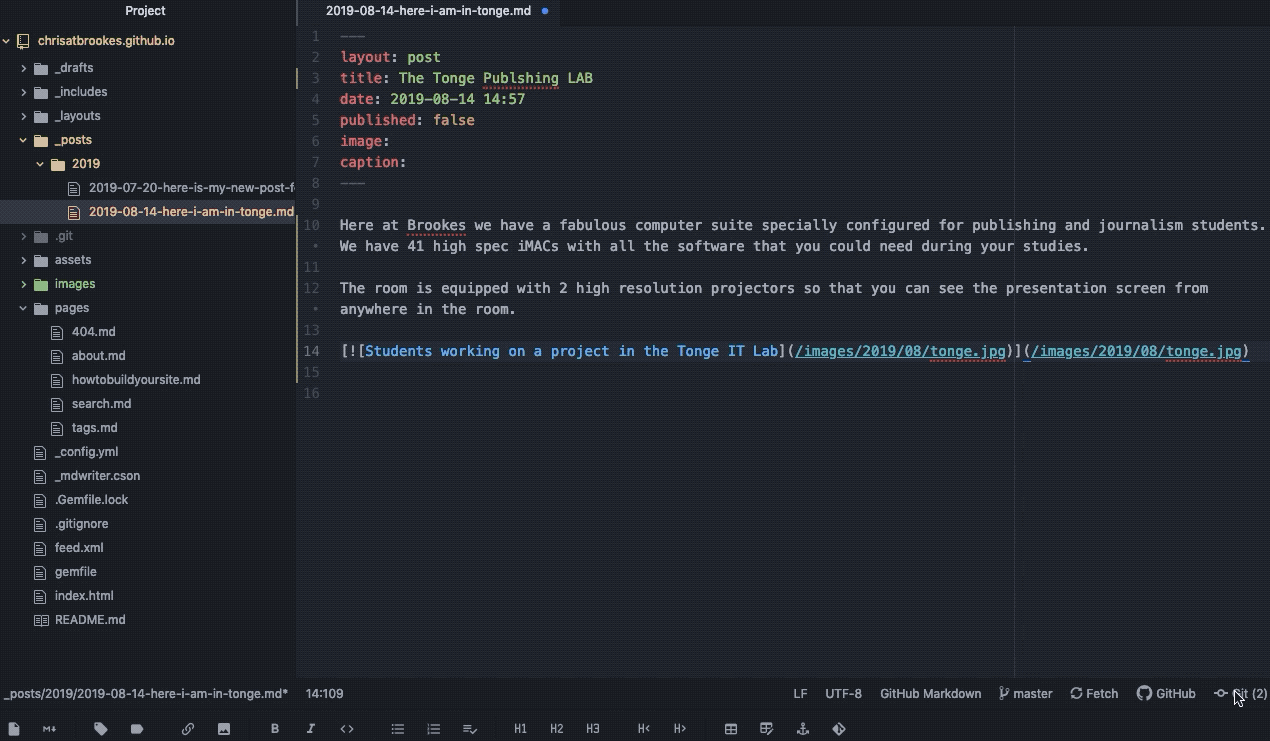 Project
chrisatbrookes.github.io
_drafts
_includes
_layouts
_posts
2019
2019-07-20-here-is-my-new-post-f
2019-08-14-here-i-am-in-tonge.md
.git
assets
images
pages
404.md
about.md
howtobuildyoursite.md
search.md
tags.md
_config.yml
_mdwriter.cson
.Gemfile.lock
.gitignore
feed.xml
gemfile
index.html
README.md
2019-08-14-here-i-am-in-tonge.md
1 ---
2 layout: post
3 title: The Tonge Publshing LAB
4 date: 2019-08-14 14:57
5 published: false
6 image:
7 caption:
8 ---
9
10 Here at Brookes we have a fabulous computer suite specially configured for publishing and journalism students.
• We have 41 high spec iMACs with all the software that you could need during your studies.
11
12 The room is equipped with 2 high resolution projectors so that you can see the presentation screen from
• anywhere in the room.
13
14 [![Students working on a project in the Tonge IT Lab](/images/2019/08/tonge.jpg)](/images/2019/08/tonge.jpg)
15
16
_posts/2019/2019-08-14-here-i-am-in-tonge.md* 14:109 LF UTF-8 GitHub Markdown master Fetch GitHub Git (2)
M↓ B I <> H1 H2 H3 H< H>